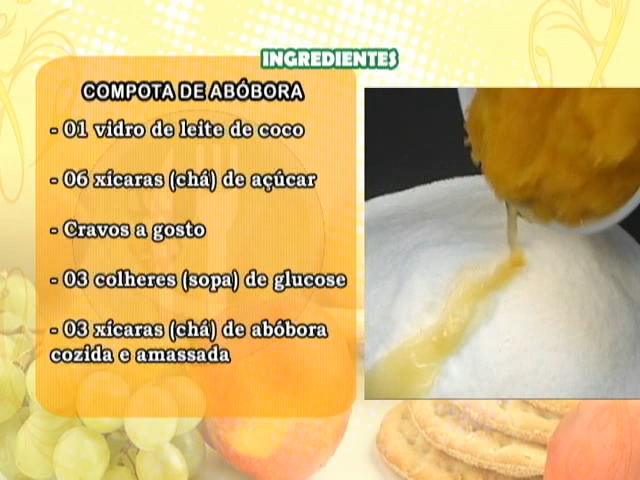 INGREDIENTES
COMPOTA DE ABÓBORA
- 01 vidro de leite de coco
- 06 xícaras (chá) de açúcar
- Cravos a gosto
- 03 colheres (sopa) de glucose
- 03 xícaras (chá) de abóbora
cozida e amassada